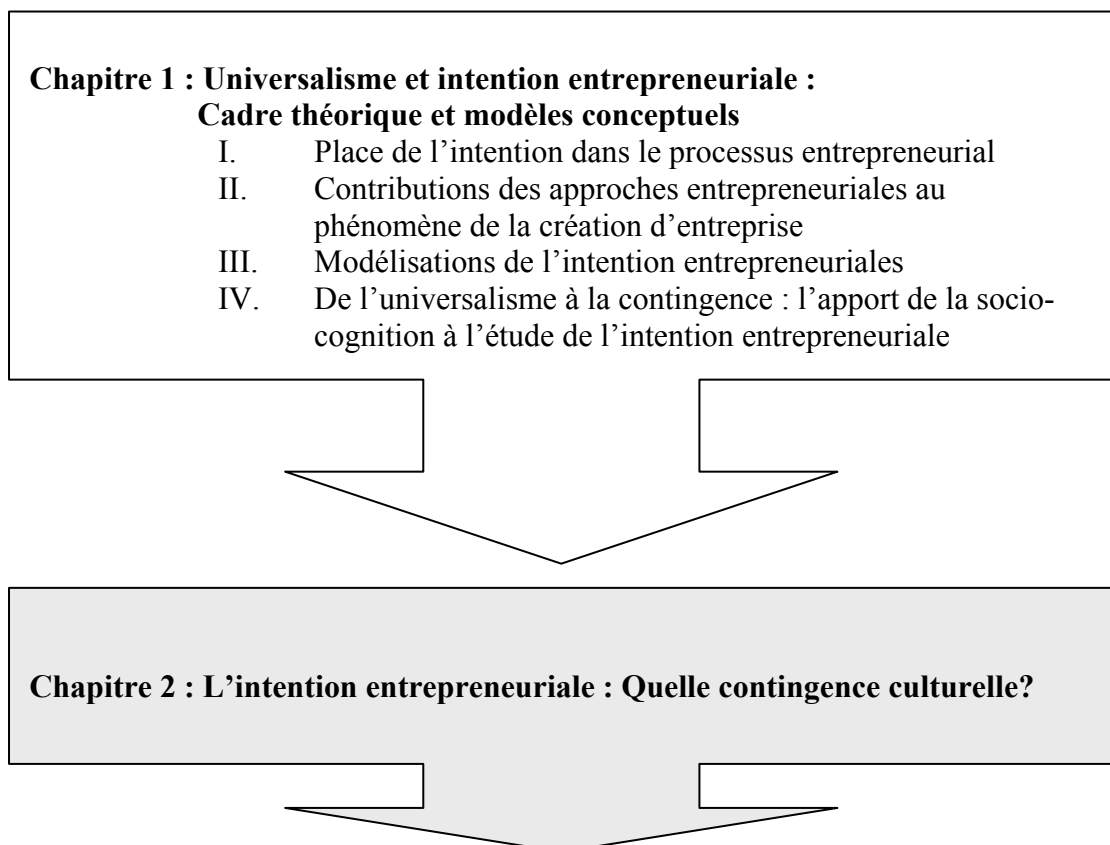 Chapitre 1 : Universalisme et intention entrepreneuriale :
Cadre théorique et modèles conceptuels
I. Place de l’intention dans le processus entrepreneurial
II. Contributions des approches entrepreneuriales au
phénomène de la création d’entreprise
III. Modélisations de l’intention entrepreneuriales
IV. De l’universalisme à la contingence : l’apport de la socio-
cognition à l’étude de l’intention entrepreneuriale
Chapitre 2 : L’intention entrepreneuriale : Quelle contingence culturelle?